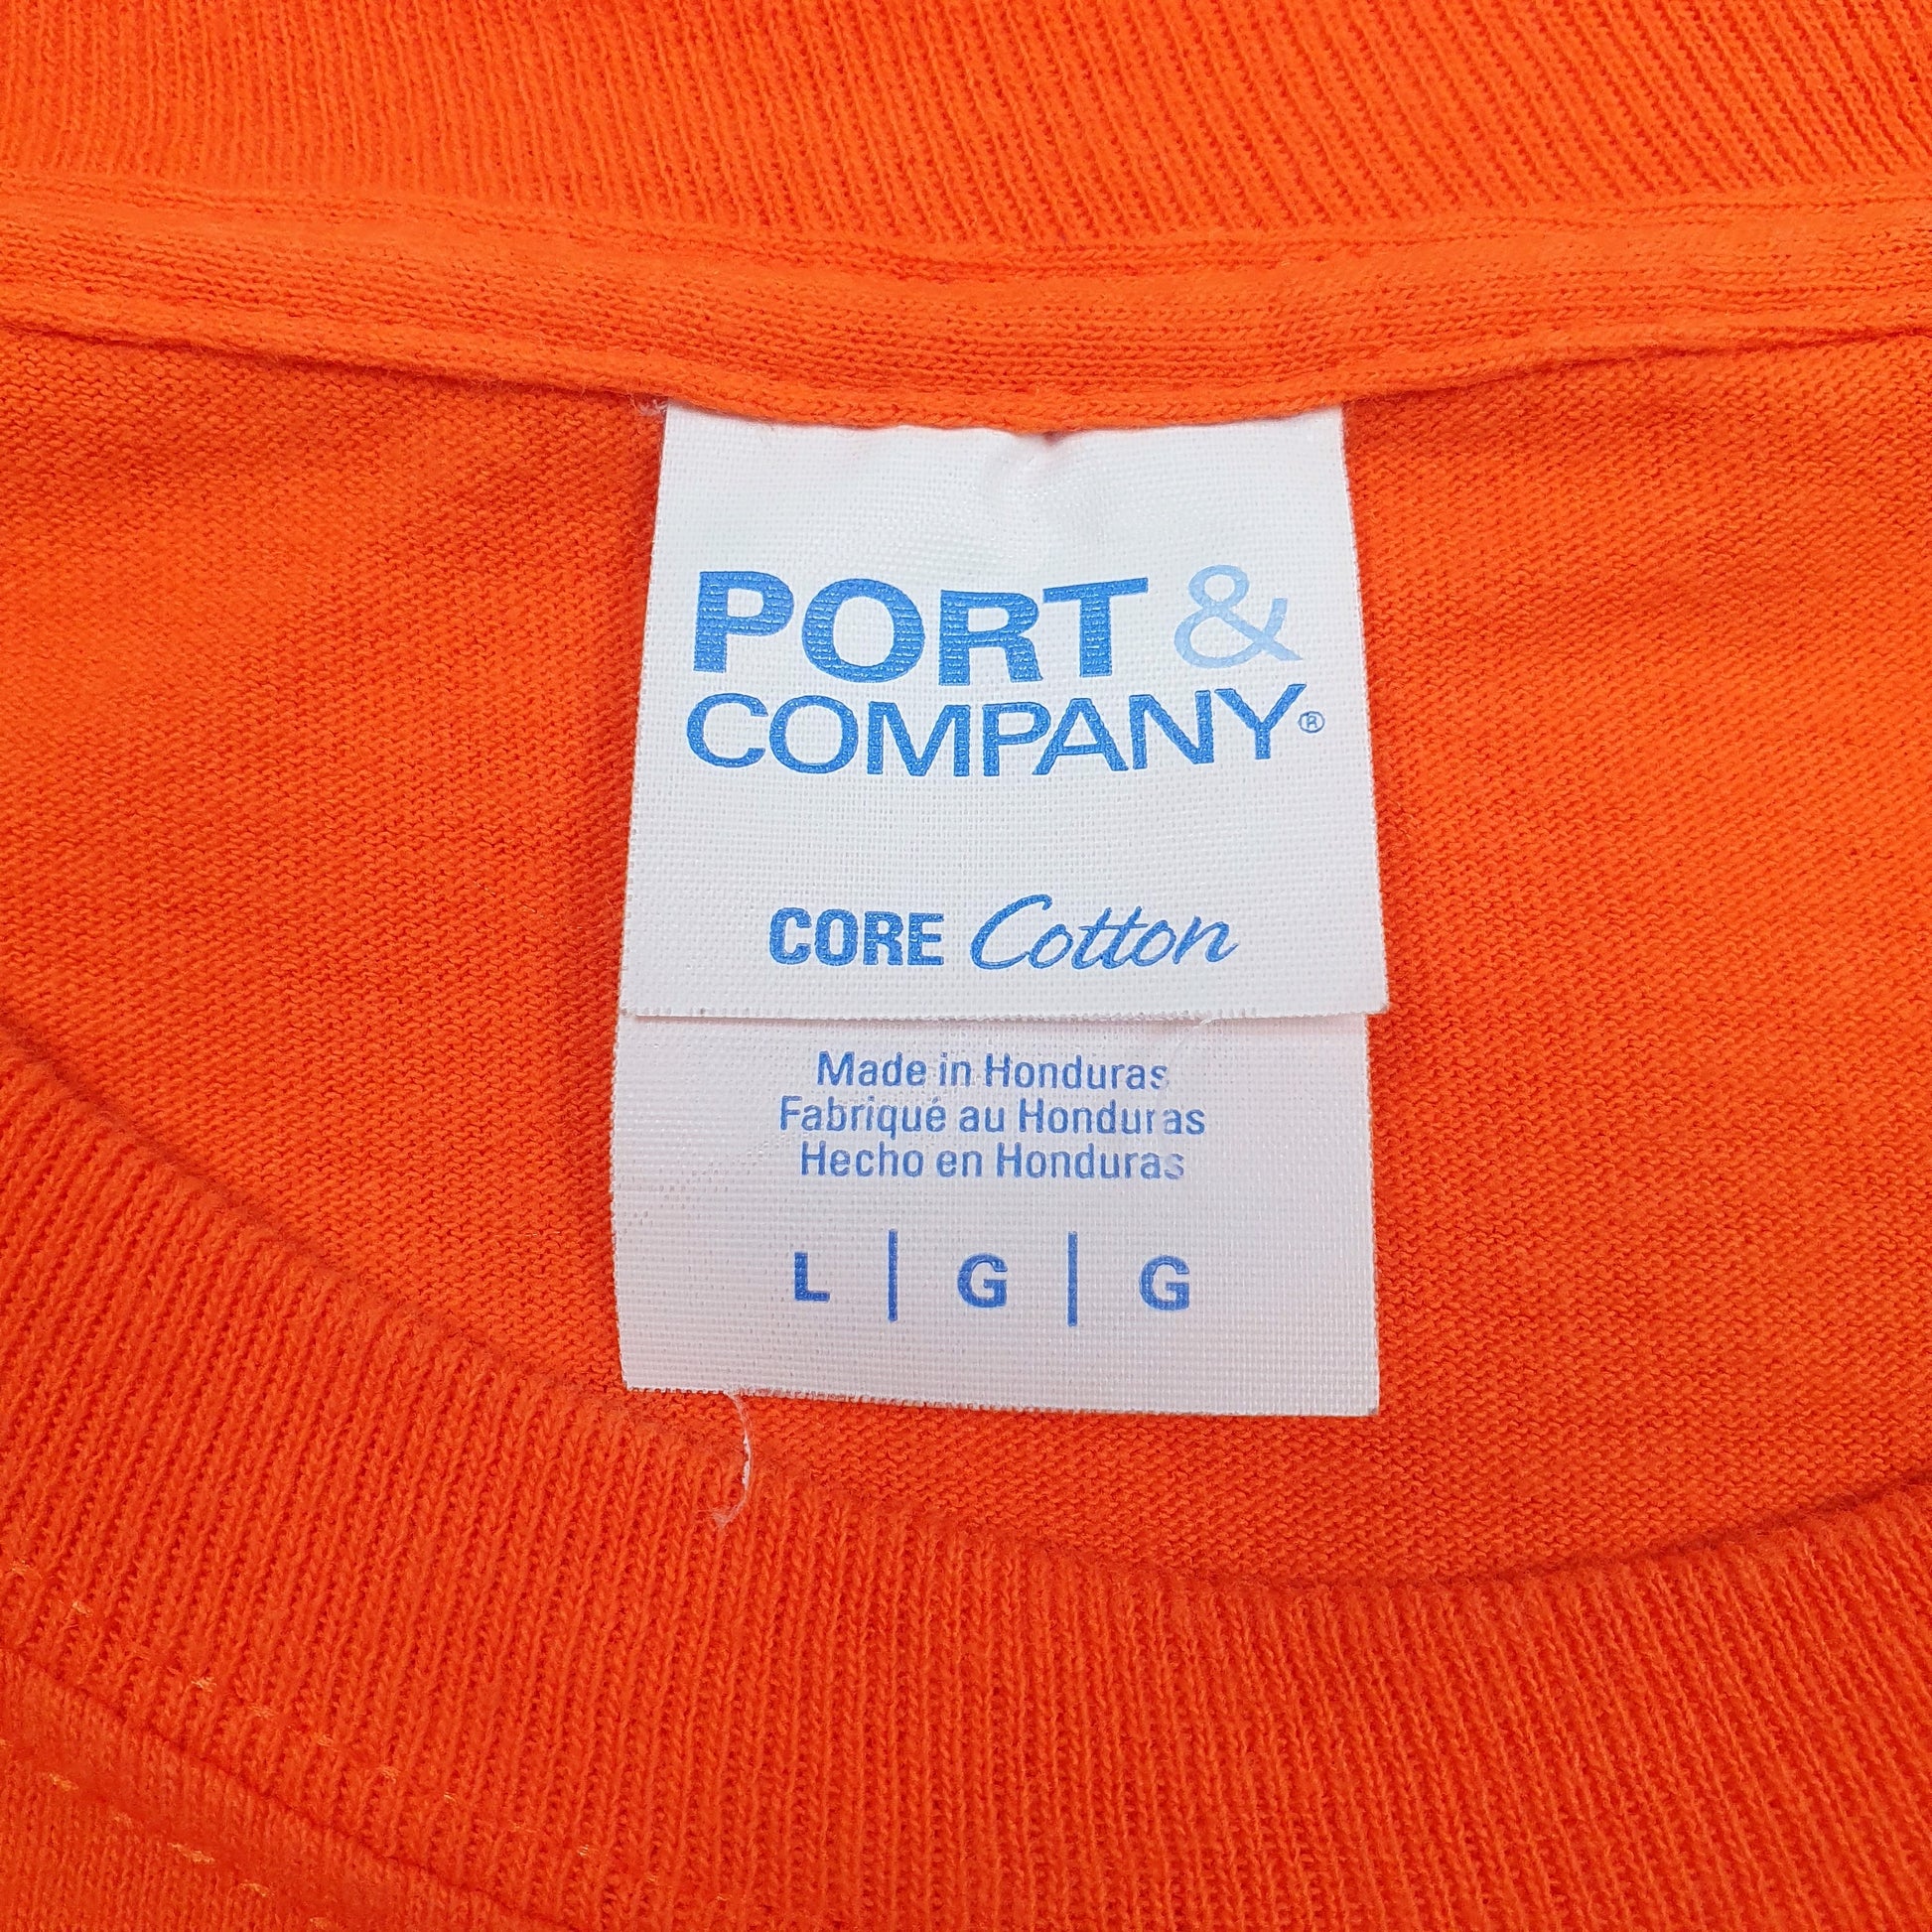 PORT &
COMPANY®
CORE Cotton
Made in Honduras
Fabriqué au Honduras
Hecho en Honduras
L | G | G